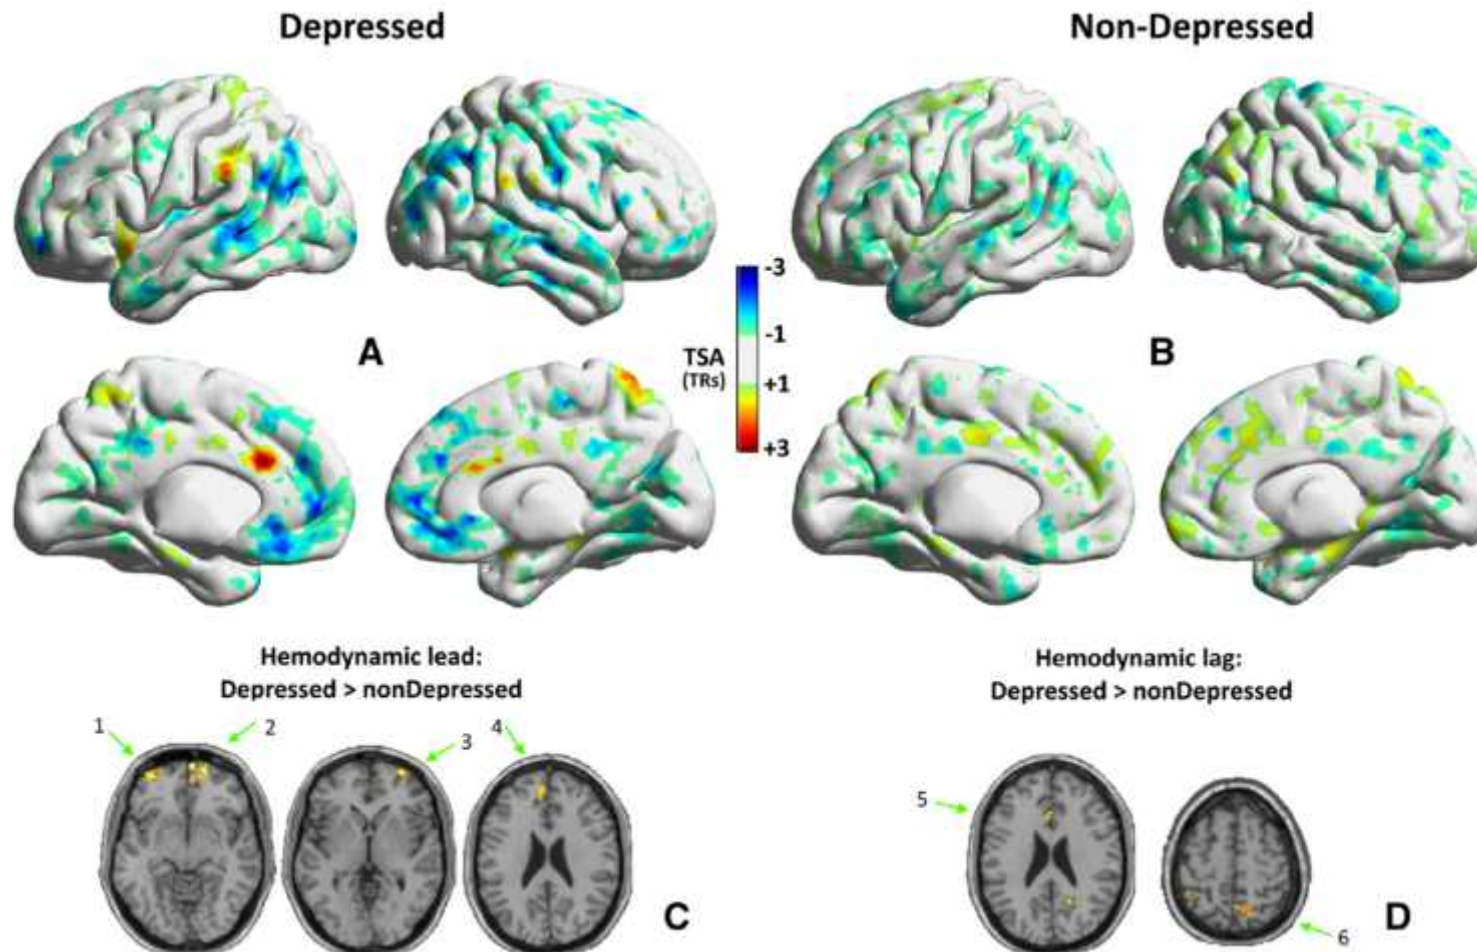 Depressed
Non-Depressed
-3
-1
TSA
(TRs)
+1
+3
A
B
Hemodynamic lead:
Depressed > nonDepressed
Hemodynamic lag:
Depressed > nonDepressed
1
2
3
4
5
6
C
D